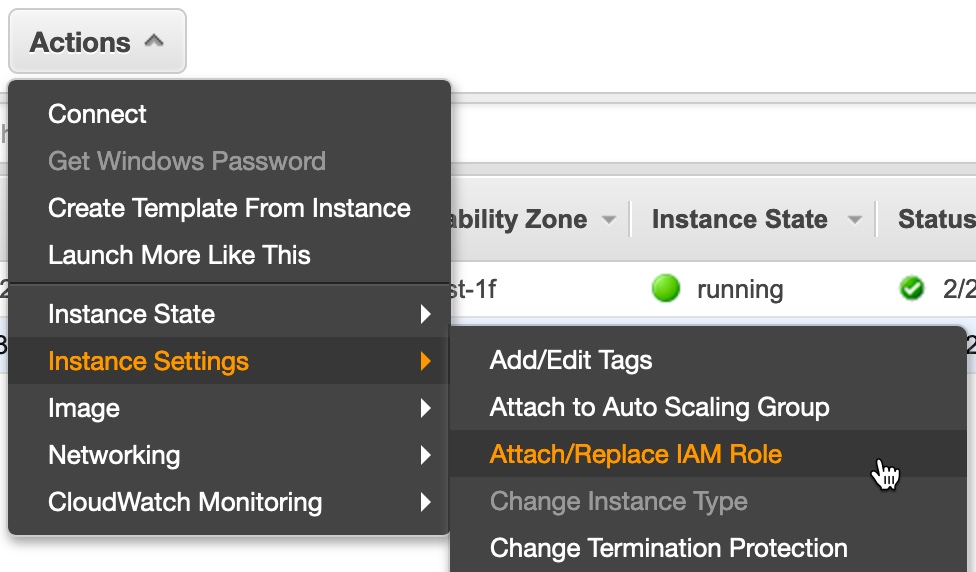 Actions
Connect
Get Windows Password
Create Template From Instance
Launch More Like This
ability Zone
Instance State
Status
st-1f
running
2/2
Instance State
Instance Settings
Image
Networking
CloudWatch Monitoring
Add/Edit Tags
Attach to Auto Scaling Group
Attach/Replace IAM Role
Change Instance Type
Change Termination Protection